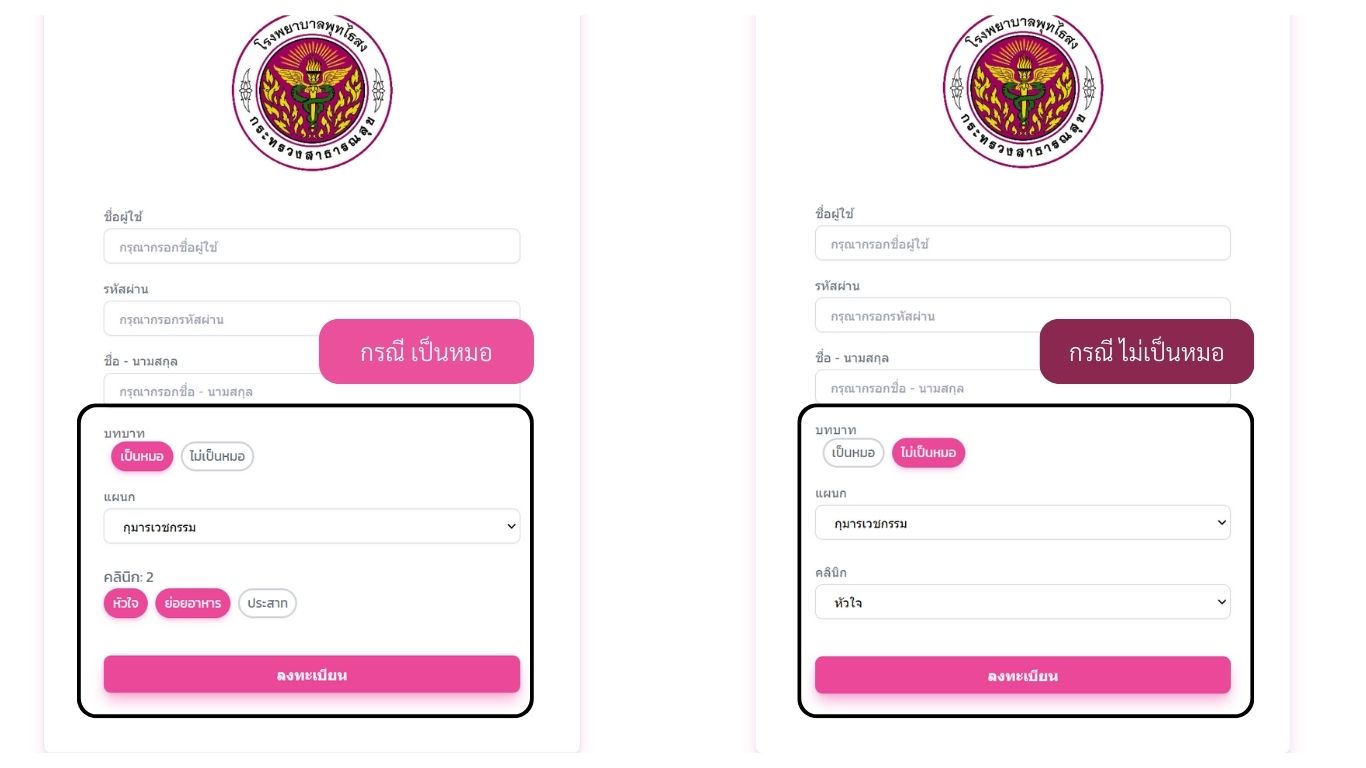 โรงพยาบาลพุทไธสง
กระทรวงสาธารณสุข
ชื่อผู้ใช้
กรุณากรอกชื่อผู้ใช้
รหัสผ่าน
กรุณากรอกรหัสผ่าน
กรณี เป็นหมอ
ชื่อ - นามสกุล
กรุณากรอกชื่อ - นามสกุล
บทบาท
เป็นหมอ ไม่เป็นหมอ
แผนก
กุมารเวชกรรม
คลินิก: 2
หัวใจ ย่อยอาหาร ประสาท
ลงทะเบียน
โรงพยาบาลพุทไธสง
กระทรวงสาธารณสุข
ชื่อผู้ใช้
กรุณากรอกชื่อผู้ใช้
รหัสผ่าน
กรุณากรอกรหัสผ่าน
กรณี ไม่เป็นหมอ
ชื่อ - นามสกุล
กรุณากรอกชื่อ - นามสกุล
บทบาท
เป็นหมอ ไม่เป็นหมอ
แผนก
กุมารเวชกรรม
คลินิก
หัวใจ
ลงทะเบียน